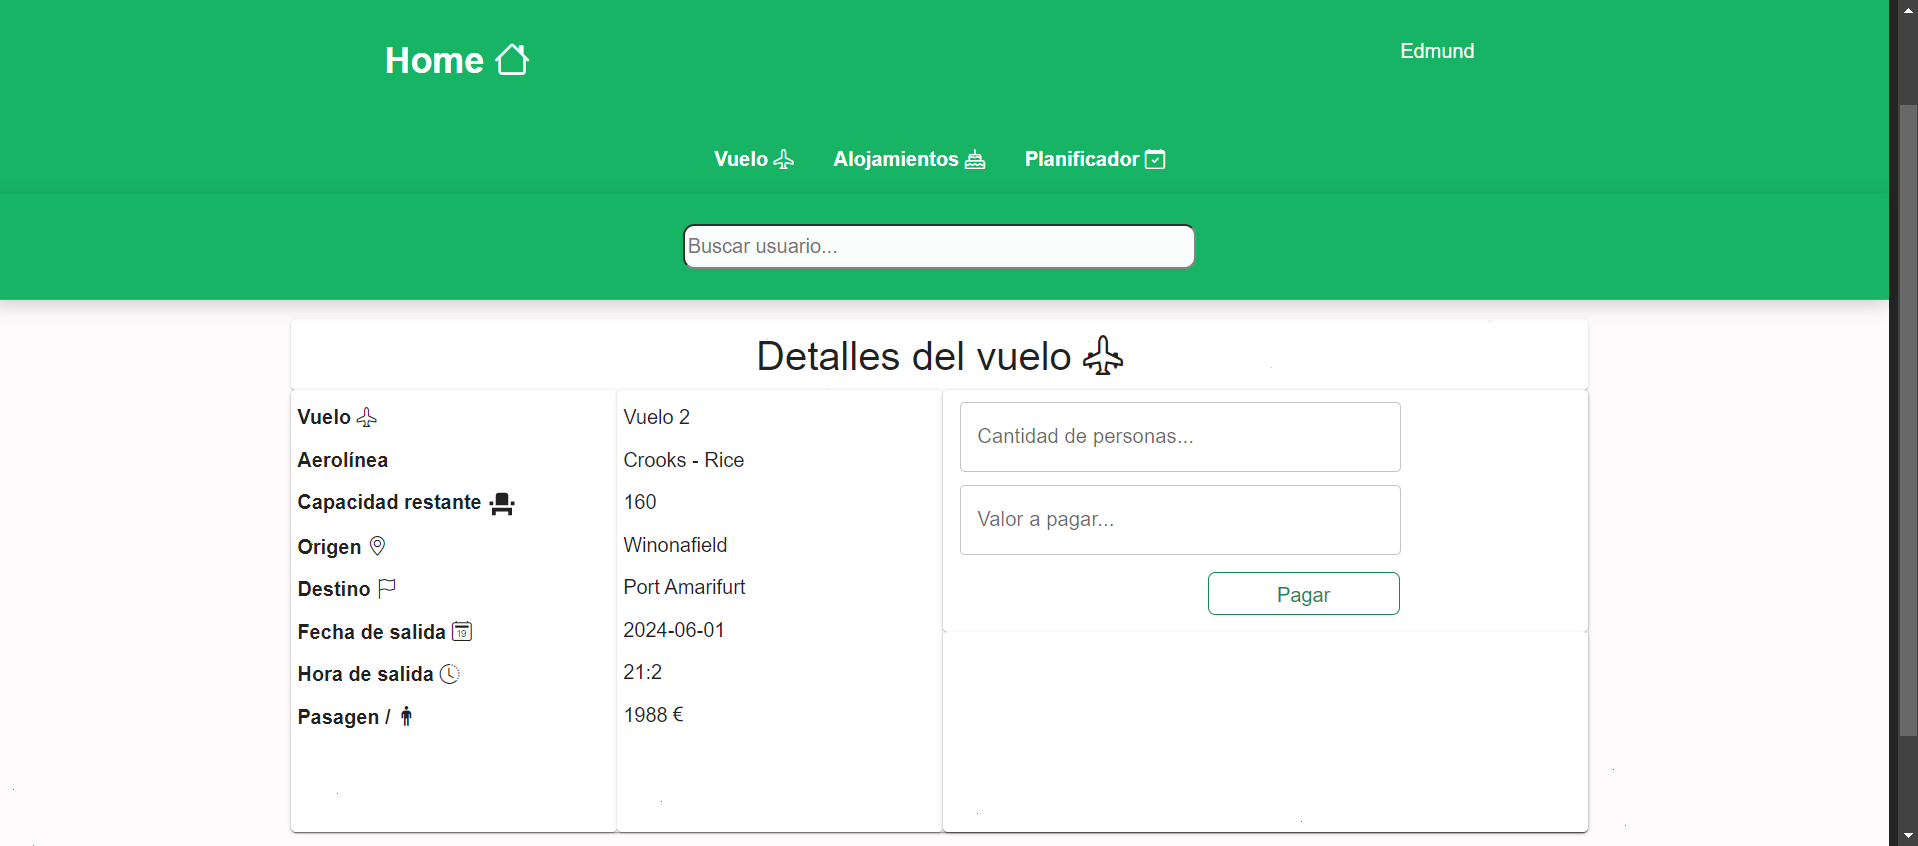 Home
Edmund
Vuelo
Alojamientos
Planificador
Buscar usuario...
Detalles del vuelo
Vuelo
Vuelo 2
Aerolínea
Crooks - Rice
Capacidad restante
160
Origen
Winonafield
Destino
Port Amarifurt
Fecha de salida
19
2024-06-01
Hora de salida
21:2
Pasagen /
1988 €
Cantidad de personas...
Valor a pagar...
Pagar